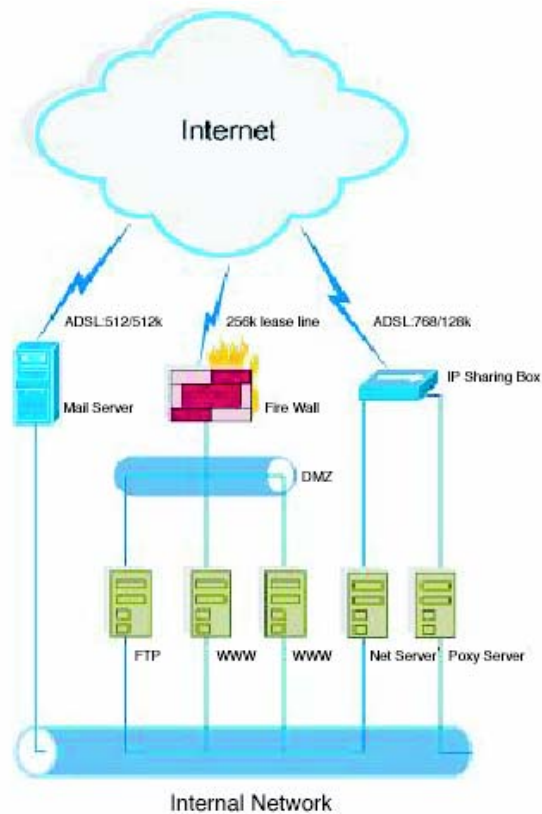 Internet
ADSL:512/512k
256k lease line
ADSL:768/128k
Mail Server
Fire Wall
IP Sharing Box
DMZ
FTP
WWW
WWW
Net Server
Poxy Server
Internal Network